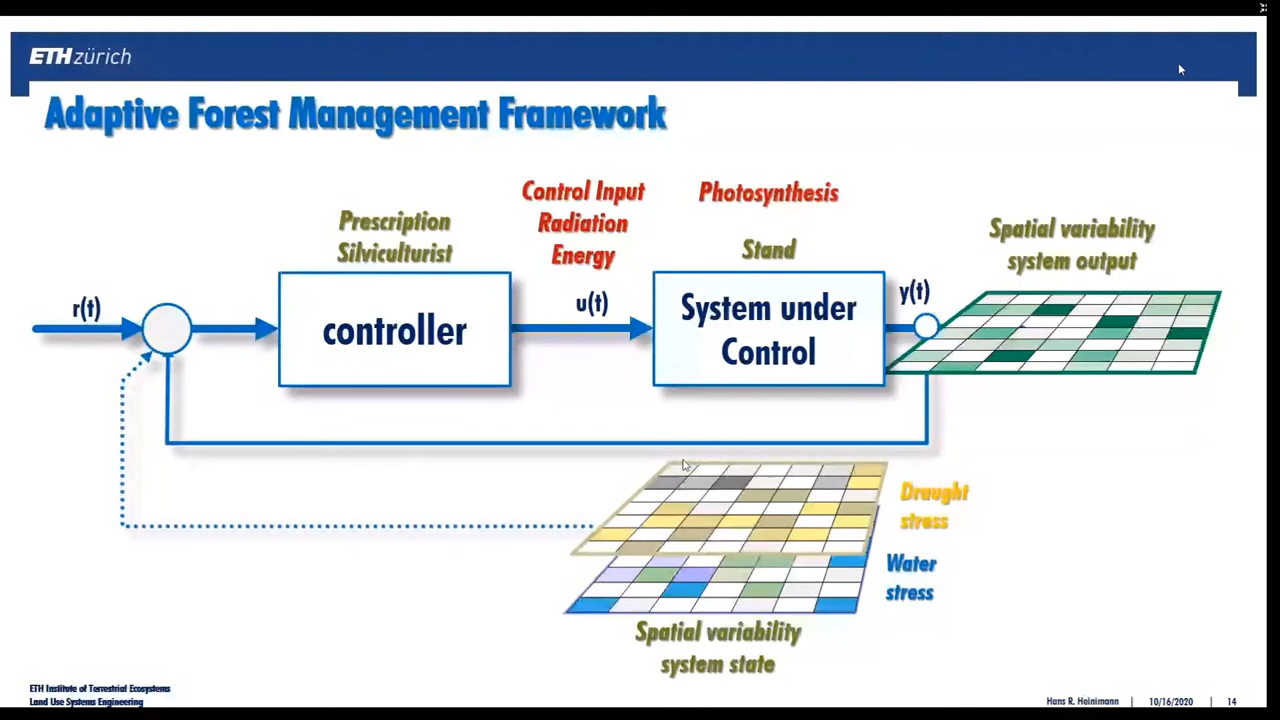 ETH zürich
Adaptive Forest Management Framework
Prescription
Silviculturist
Control Input
Radiation
Energy
Photosynthesis
Stand
Spatial variability
system output
r(t)
controller
u(t)
System under
Control
y(t)
Draught
stress
Water
stress
Spatial variability
system state
ETH Institute of Terrestrial Ecosystems
Land Use Systems Engineering
Hans R. Heinimann | 10/16/2020 | 14